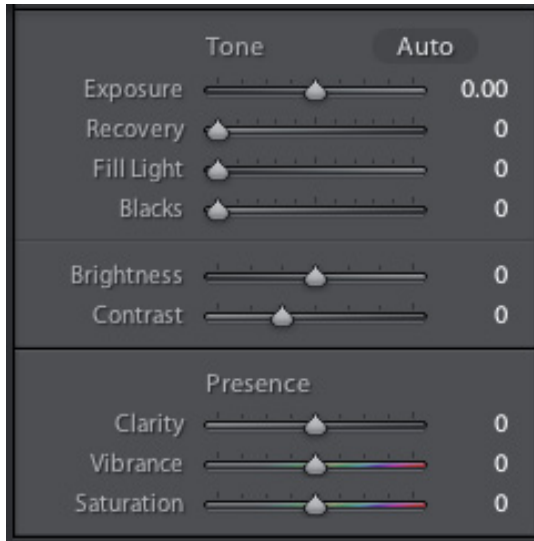 Tone Auto
Exposure 0.00
Recovery 0
Fill Light 0
Blacks 0
Brightness 0
Contrast 0
Presence
Clarity 0
Vibrance 0
Saturation 0